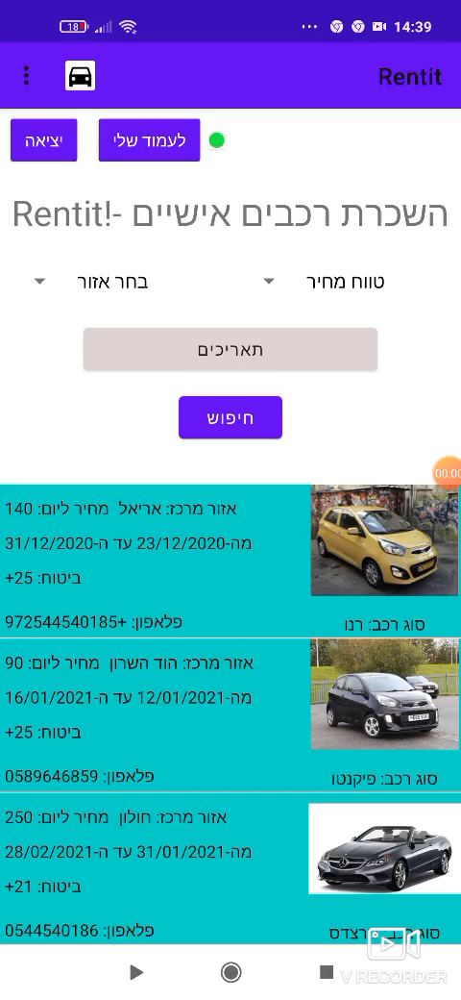 18 14:39
Rentit
יציאה לעמוד שלי
השכרת רכבים אישיים -!Rentit
טווח מחיר בחר אזור
תאריכים
חיפוש
00:00
אזור מרכז: אריאל מחיר ליום: 140
מה-23/12/2020 עד ה-31/12/2020
ביטוח: 25+
פלאפון: +972544540185
סוג רכב: רנו
אזור מרכז: הוד השרון מחיר ליום: 90
מה-12/01/2021 עד ה-16/01/2021
ביטוח: 25+
פלאפון: 0589646859
סוג רכב: פיקנטו
אזור מרכז: חולון מחיר ליום: 250
מה-31/01/2021 עד ה-28/02/2021
ביטוח: 21+
פלאפון: 0544540186
סוג
V RECORDER